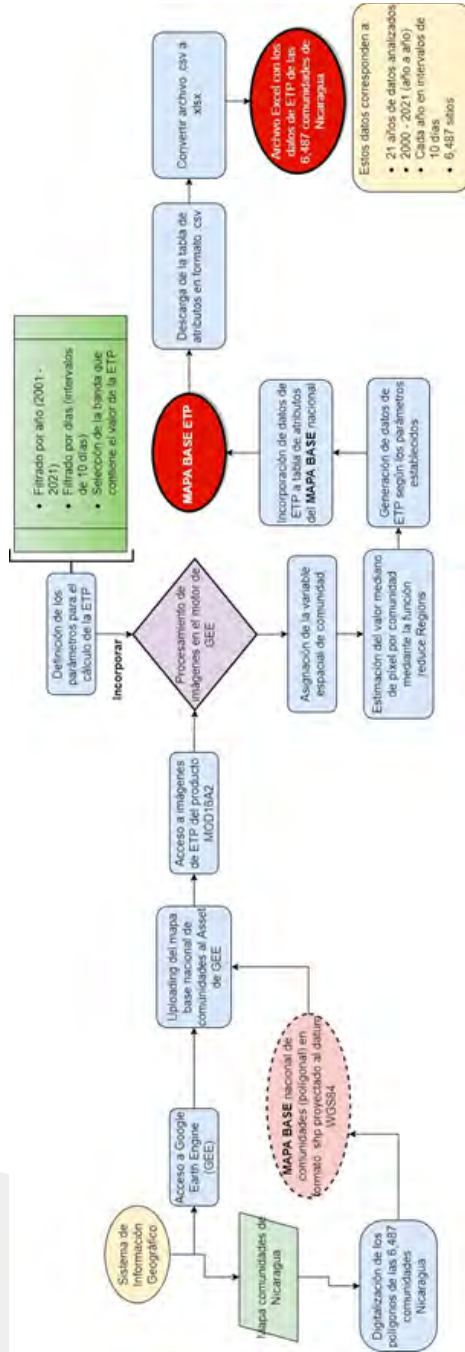 Sistema de
Información
Geográfico
Acceso a Google
Earth Engine
(GEE)
Mapa comunidades de
Nicaragua
Digitalización de los
polígonos de las 6,487
comunidades
Nicaragua
MAPA BASE nacional de
comunidades (poligonal) en
formato .shp proyectado al datum
WGS84
Uploading del mapa
base nacional de
comunidades al Asset
de GEE
Acceso a imágenes
de ETP del producto
MOD16A2
Definición de los
parámetros para el
cálculo de la ETP
• Filtrado por año (2001 -
2021)
• Filtrado por días (intervalos
de 10 días)
• Selección de la banda que
contiene el valor de la ETP
Incorporar
Procesamiento de
imágenes en el motor de
GEE
Asignación de la variable
espacial de comunidad
Estimación del valor mediano
de píxel por comunidad
mediante la función
reduce Regions
Generación de datos de
ETP según los parámetros
establecidos
Incorporación de datos de
ETP a tabla de atributos
del MAPA BASE nacional
MAPA BASE ETP
Descarga de la tabla de
atributos en formato .csv
Convertir archivo .csv a
xlsx
Archivo Excel con los
datos de ETP de las
6,487 comunidades de
Nicaragua
Estos datos corresponden a:
• 21 años de datos analizados
• 2000 - 2021 (año a año)
• Cada año en intervalos de
10 días
• 6,487 sitios